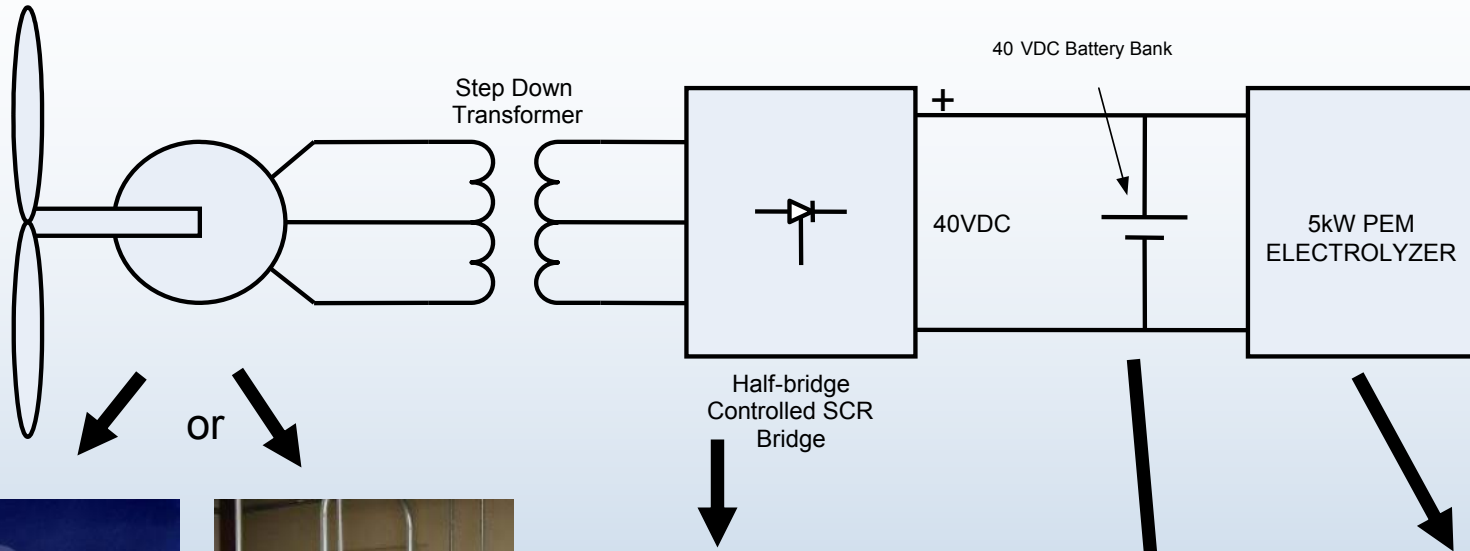 40 VDC Battery Bank
Step Down
Transformer
+
40VDC
5kW PEM
ELECTROLYZER
Half-bridge
Controlled SCR
Bridge
or